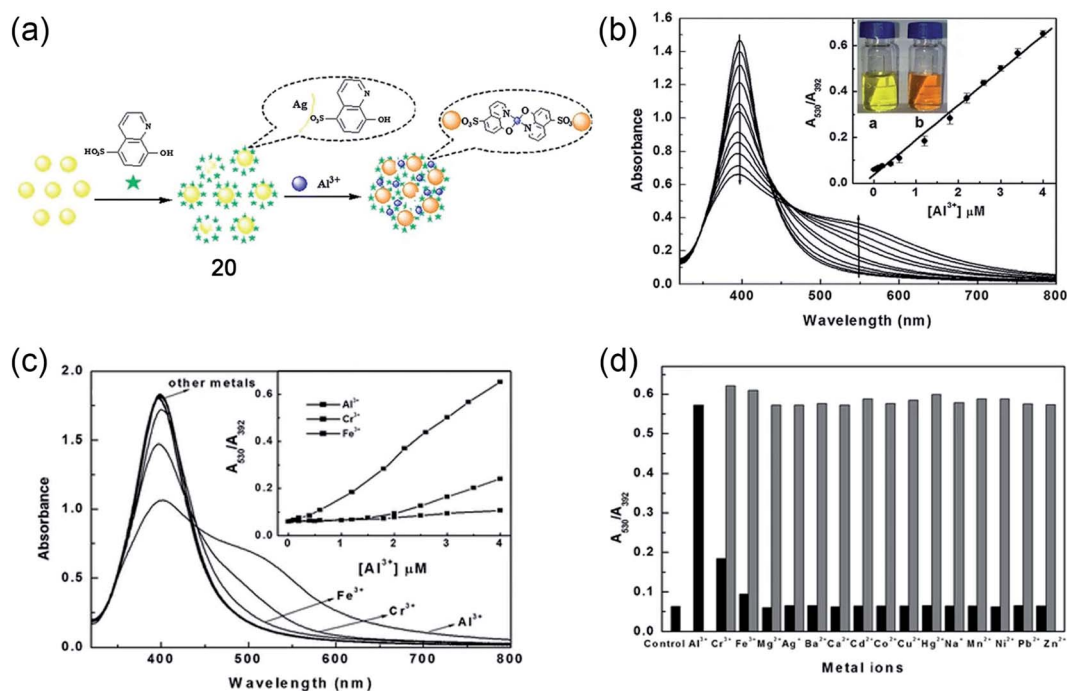 (a)
HO₃S
N
OH
Ag
O₃S
N
OH
O₂S
N
O
O
N
SO₂
Al³⁺
20
(b)
Absorbance
1.6
1.4
1.2
1.0
0.8
0.6
0.4
0.2
0.0
400
500
600
700
800
Wavelength (nm)
A₅₃₀/A₃₉₂
0.6
0.4
0.2
0.0
a
b
0
1
2
3
4
[Al³⁺] μM
(c)
Absorbance
2.0
1.5
1.0
0.5
0.0
400
500
600
700
800
Wavelength (nm)
other metals
Fe³⁺
Cr³⁺
Al³⁺
A₅₃₀/A₃₉₂
0.6
0.4
0.2
0.0
Al³⁺
Cr³⁺
Fe³⁺
0
1
2
3
4
[Al³⁺] μM
(d)
A₅₃₀/A₃₉₂
0.6
0.5
0.4
0.3
0.2
0.1
0.0
Control Al³⁺ Cr³⁺ Fe³⁺ Mg²⁺ Ag⁺ Ba²⁺ Ca²⁺ Cd²⁺ Co²⁺ Cu²⁺ Hg²⁺ Na⁺ Mn²⁺ Ni²⁺ Pb²⁺ Zn²⁺
Metal ions